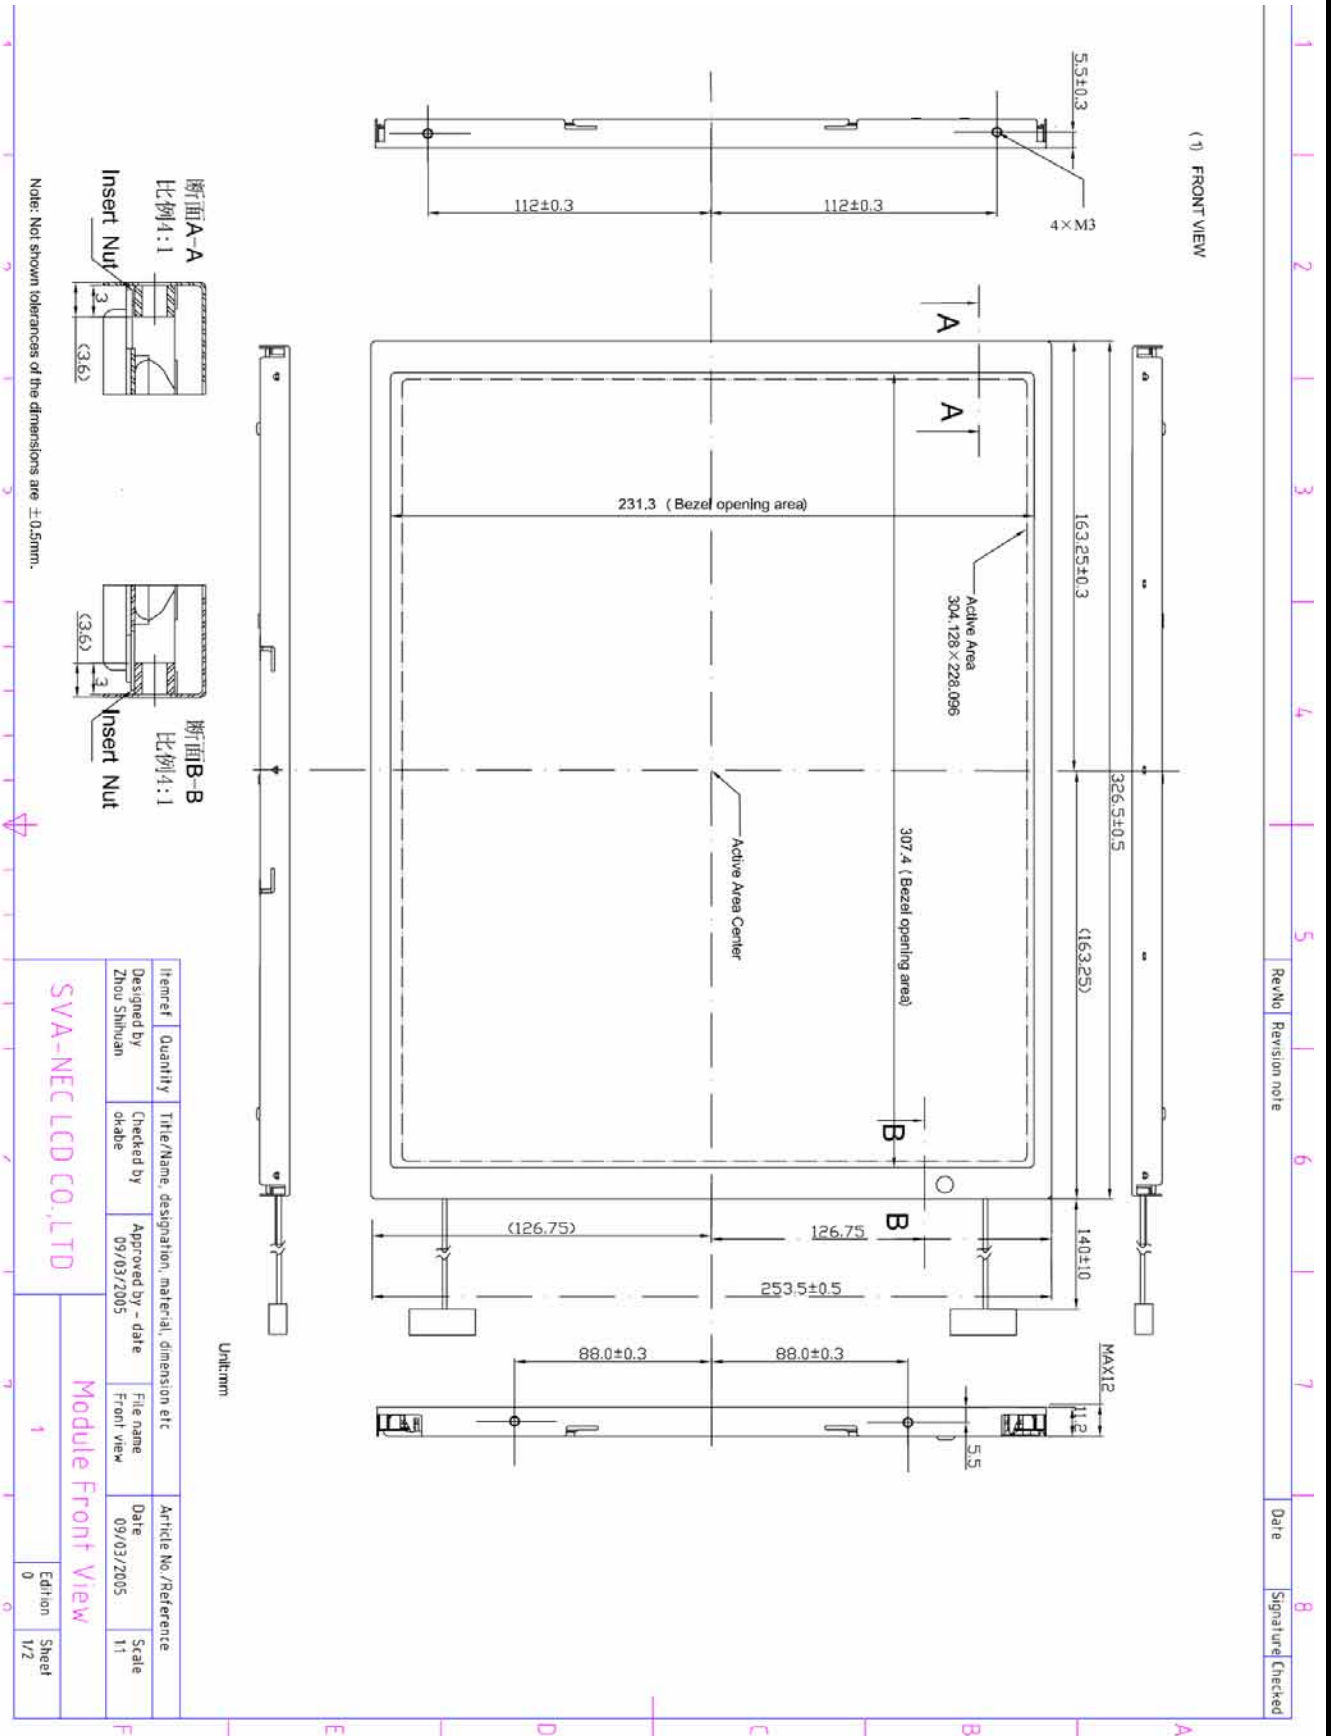 1
2
3
4
5
6
7
8
RevNo
Revision note
Date
Signature
Checked
A
B
C
D
E
F
(1) FRONT VIEW
5.5±0.3
4×M3
112±0.3
112±0.3
163.25±0.3
(163.25)
326.5±0.5
140±10
A
A
231.3 (Bezel opening area)
307.4 (Bezel opening area)
Active Area
304.128×228.096
Active Area Center
B
B
(126.75)
126.75
253.5±0.5
88.0±0.3
88.0±0.3
MAX12
11.2
5.5
Unit:mm
断面A-A
比例4:1
Insert Nut
3
(3.6)
断面B-B
比例4:1
Insert Nut
3
(3.6)
Note: Not shown tolerances of the dimensions are ±0.5mm.
Itemref
Quantity
Title/Name, designation, material, dimension etc
Article No./Reference
Designed by
Zhou Shihuan
Checked by
okabe
Approved by - date
09/03/2005
File name
Front view
Date
09/03/2005
Scale
1:1
SVA-NEC LCD CO.,LTD
Module Front View
1
Edition
0
Sheet
1/2